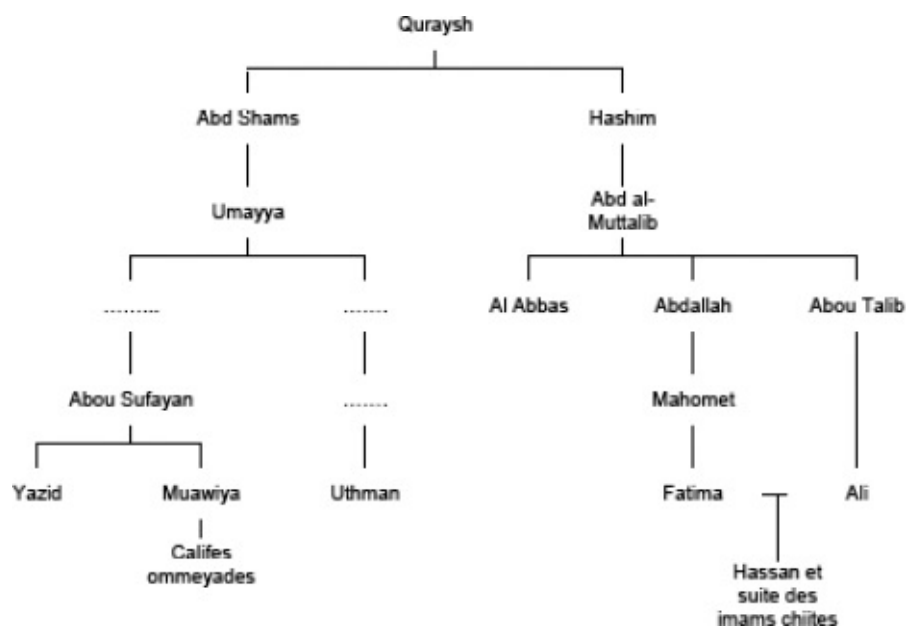 Quraysh
Abd Shams
Hashim
Umayya
Abd al-
Muttalib
.........
.......
Al Abbas
Abdallah
Abou Talib
Abou Sufayan
.......
Mahomet
Yazid
Muawiya
Uthman
Fatima
Ali
Califes
ommeyades
Hassan et
suite des
imams chiites